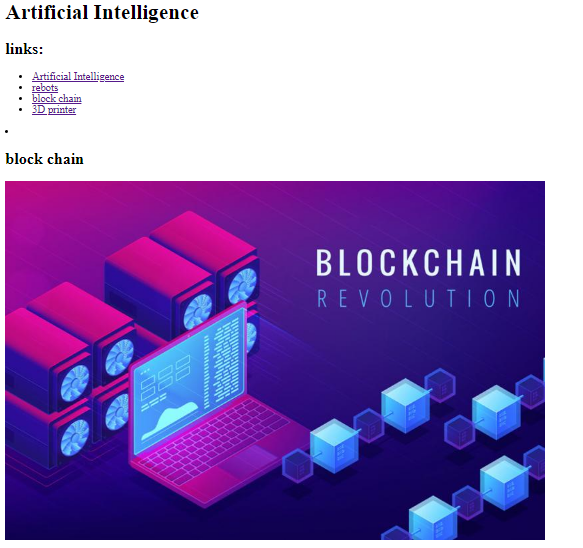 Artificial Intelligence
links:
Artificial Intelligence
rebots
block chain
3D printer
block chain
BLOCKCHAIN
REVOLUTION